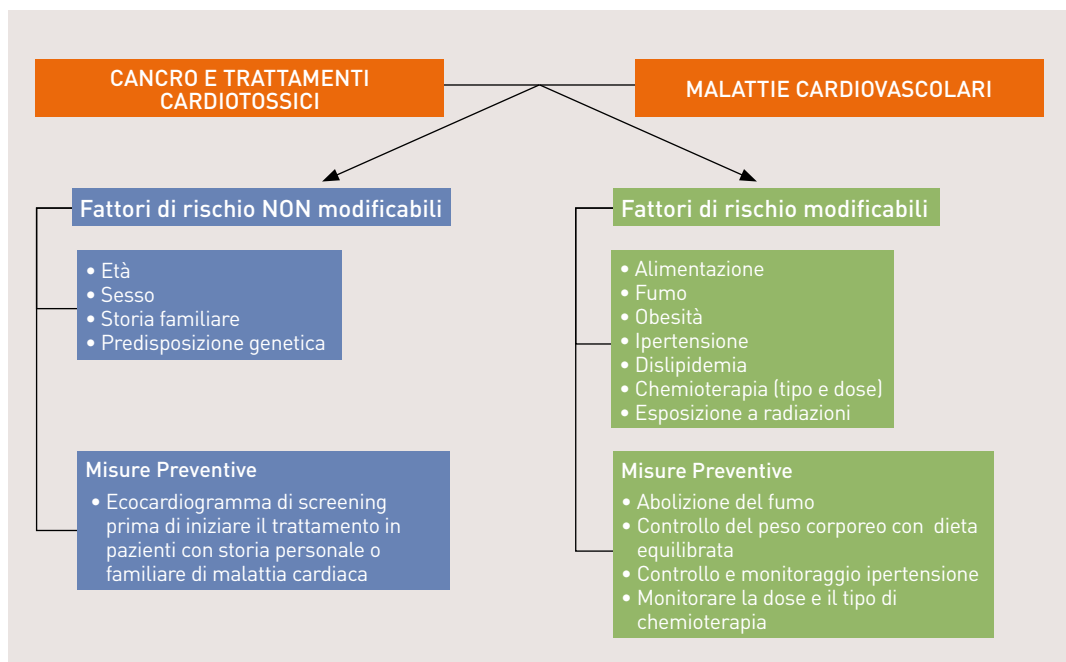 CANCRO E TRATTAMENTI
CARDIOTOSSICI
MALATTIE CARDIOVASCOLARI
Fattori di rischio NON modificabili
• Età
• Sesso
• Storia familiare
• Predisposizione genetica
Misure Preventive
• Ecocardiogramma di screening
prima di iniziare il trattamento in
pazienti con storia personale o
familiare di malattia cardiaca
Fattori di rischio modificabili
• Alimentazione
• Fumo
• Obesità
• Ipertensione
• Dislipidemia
• Chemioterapia (tipo e dose)
• Esposizione a radiazioni
Misure Preventive
• Abolizione del fumo
• Controllo del peso corporeo con dieta
equilibrata
• Controllo e monitoraggio ipertensione
• Monitorare la dose e il tipo di
chemioterapia